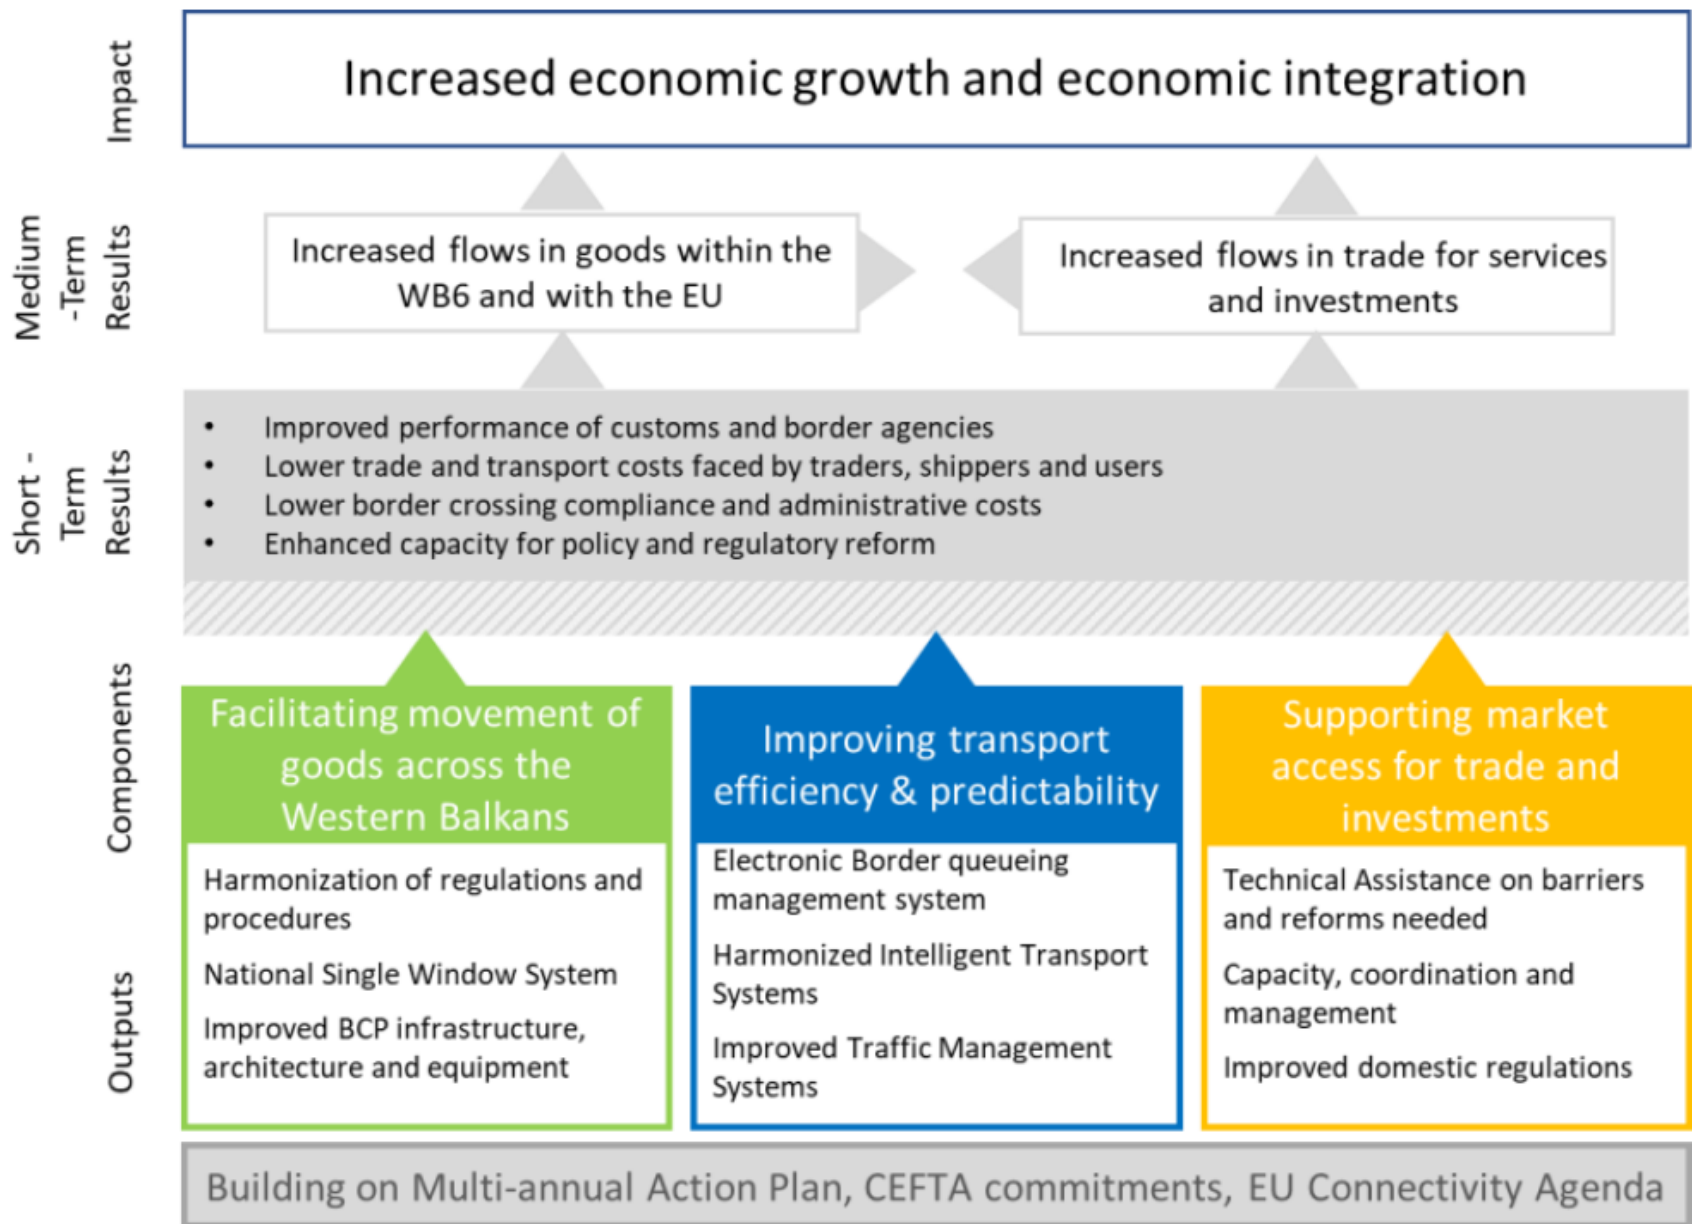 Impact
Increased economic growth and economic integration
Medium
-Term
Results
Increased flows in goods within the
WB6 and with the EU
Increased flows in trade for services
and investments
Short -
Term
Results
• Improved performance of customs and border agencies
• Lower trade and transport costs faced by traders, shippers and users
• Lower border crossing compliance and administrative costs
• Enhanced capacity for policy and regulatory reform
Components
Facilitating movement of
goods across the
Western Balkans
Improving transport
efficiency & predictability
Supporting market
access for trade and
investments
Outputs
Harmonization of regulations and
procedures
National Single Window System
Improved BCP infrastructure,
architecture and equipment
Electronic Border queueing
management system
Harmonized Intelligent Transport
Systems
Improved Traffic Management
Systems
Technical Assistance on barriers
and reforms needed
Capacity, coordination and
management
Improved domestic regulations
Building on Multi-annual Action Plan, CEFTA commitments, EU Connectivity Agenda